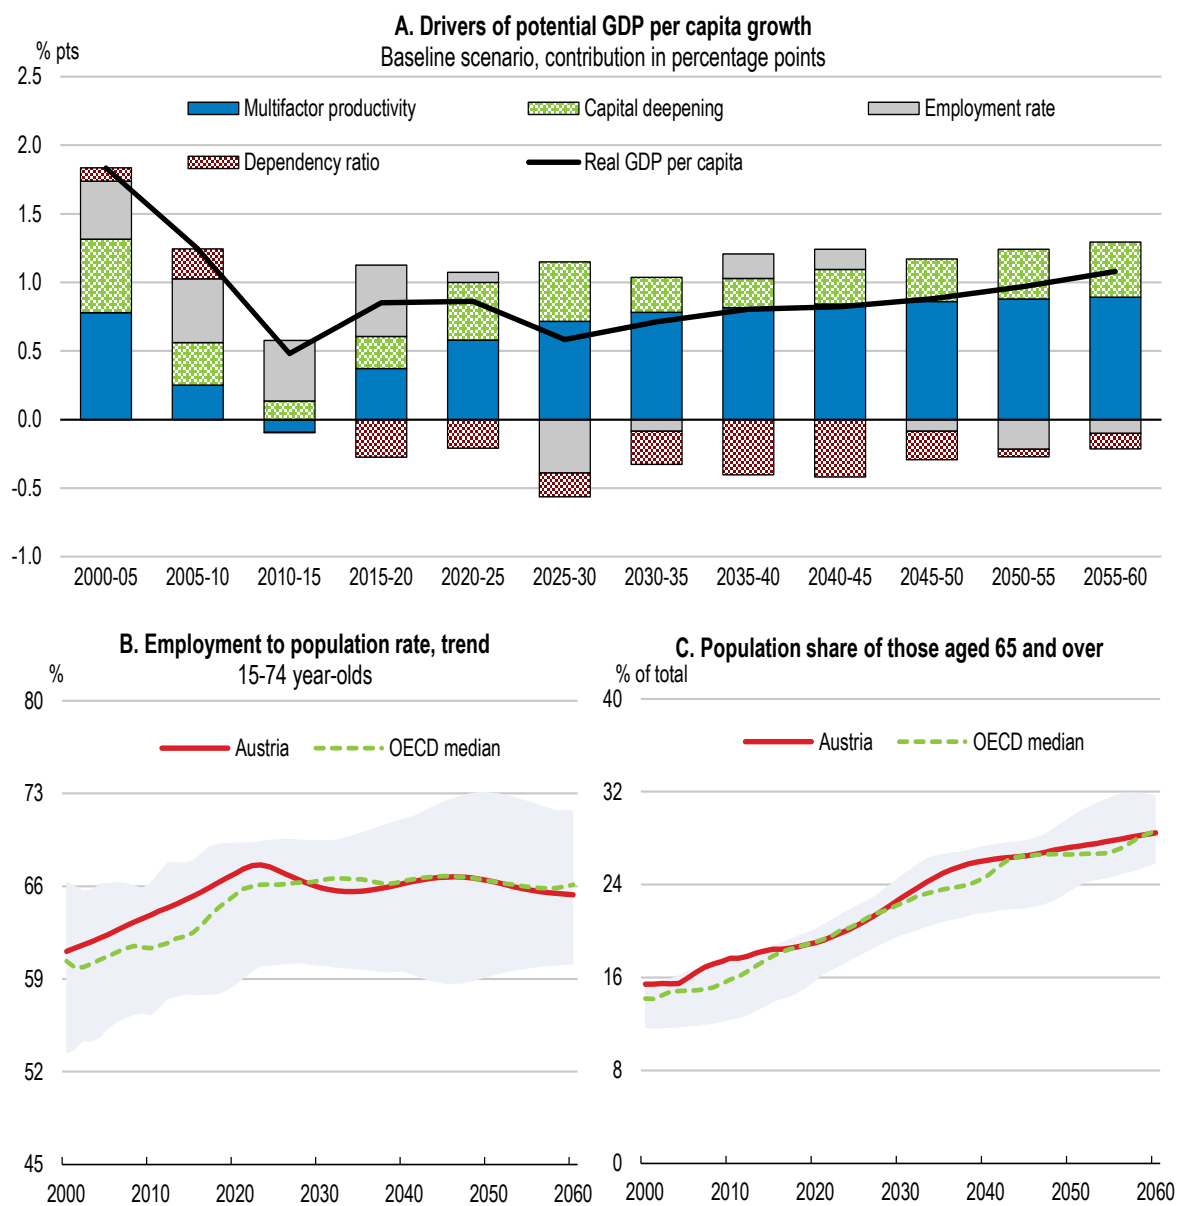 A. Drivers of potential GDP per capita growth
Baseline scenario, contribution in percentage points
% pts
2.5
Multifactor productivity Capital deepening Employment rate
2.0
Dependency ratio Real GDP per capita
1.5
1.0
0.5
0.0
-0.5
-1.0
2000-05 2005-10 2010-15 2015-20 2020-25 2025-30 2030-35 2035-40 2040-45 2045-50 2050-55 2055-60
B. Employment to population rate, trend
15-74 year-olds
%
80
Austria OECD median
73
66
59
52
45
2000 2010 2020 2030 2040 2050 2060
C. Population share of those aged 65 and over
% of total
40
Austria OECD median
32
24
16
8
0
2000 2010 2020 2030 2040 2050 2060